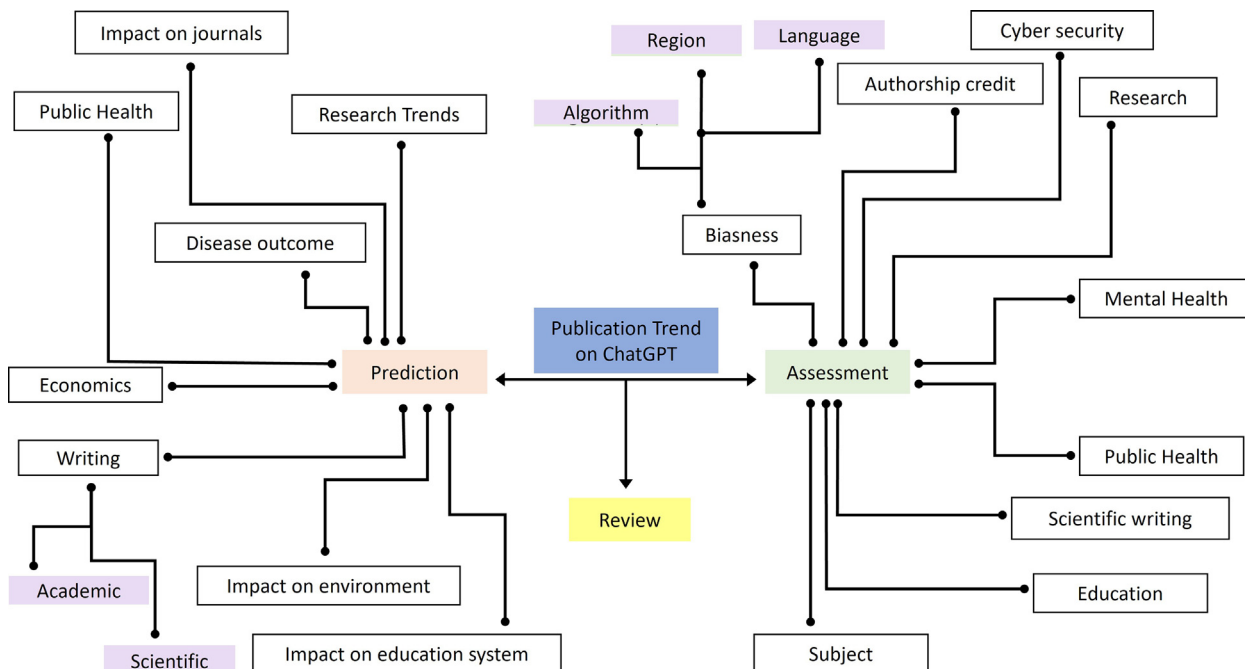 Impact on journals
Region
Language
Cyber security
Public Health
Research Trends
Algorithm
Authorship credit
Research
Disease outcome
Biasness
Mental Health
Publication Trend
on ChatGPT
Prediction
Assessment
Economics
Writing
Public Health
Review
Scientific writing
Academic
Impact on environment
Education
Scientific
Impact on education system
Subject